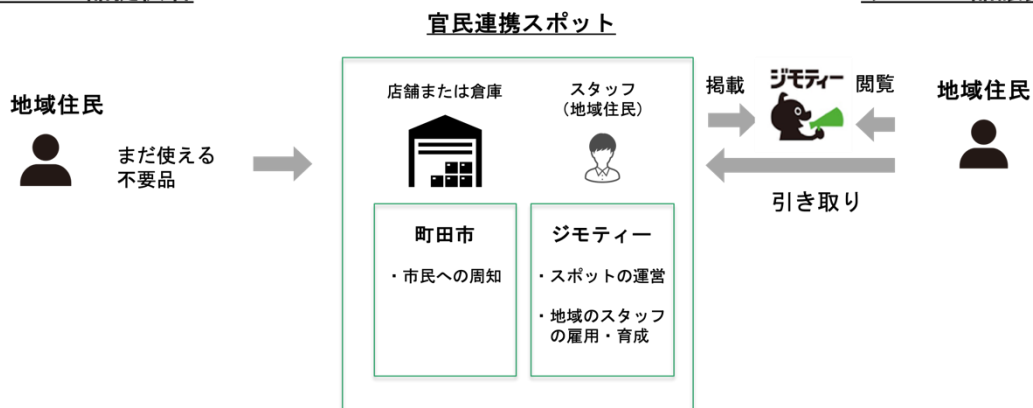 官民連携スポット
地域住民
まだ使える
不要品
店舗または倉庫
スタッフ
（地域住民）
町田市
・市民への周知
ジモティー
・スポットの運営
・地域のスタッフ
の雇用・育成
掲載
ジモティー
閲覧
引き取り
地域住民